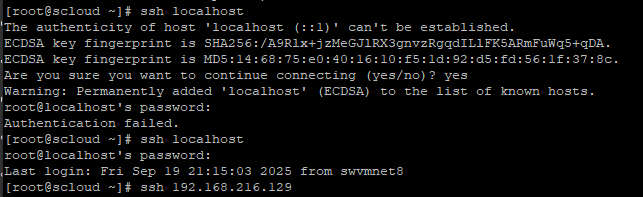 [root@scloud ~]# ssh localhost
The authenticity of host 'localhost (::1)' can't be established.
ECDSA key fingerprint is SHA256:/A9Rlx+jzMeGJlRX3gnvzRgqdILlFK5ARmFuWq5+qDA.
ECDSA key fingerprint is MD5:14:68:75:e0:40:16:10:f5:1d:92:d5:fd:56:1f:37:8c.
Are you sure you want to continue connecting (yes/no)? yes
Warning: Permanently added 'localhost' (ECDSA) to the list of known hosts.
root@localhost's password:
Authentication failed.
[root@scloud ~]# ssh localhost
root@localhost's password:
Last login: Fri Sep 19 21:15:03 2025 from swvmnet8
[root@scloud ~]# ssh 192.168.216.129